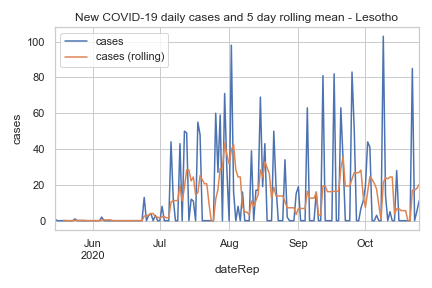 New COVID-19 daily cases and 5 day rolling mean - Lesotho
cases
cases (rolling)
100
80
60
40
20
0
cases
Jun
2020
Jul
Aug
Sep
Oct
dateRep